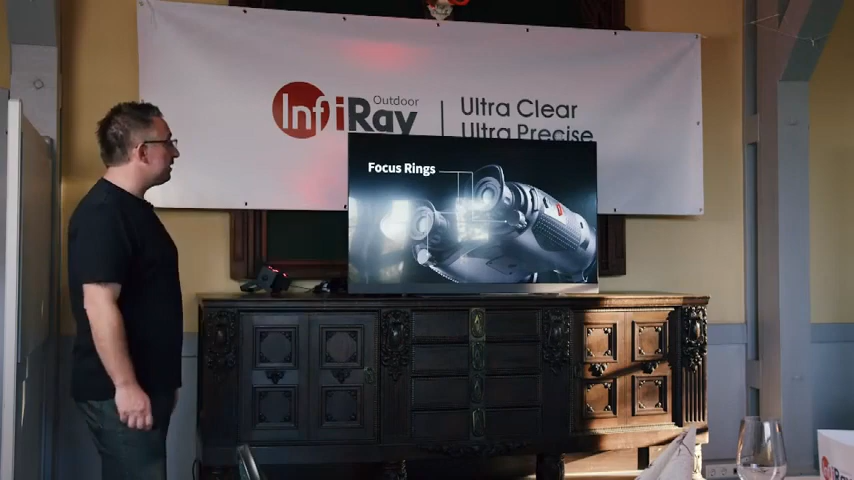 InfiRay
Outdoor
Ultra Clear
Ultra Precise
Focus Rings